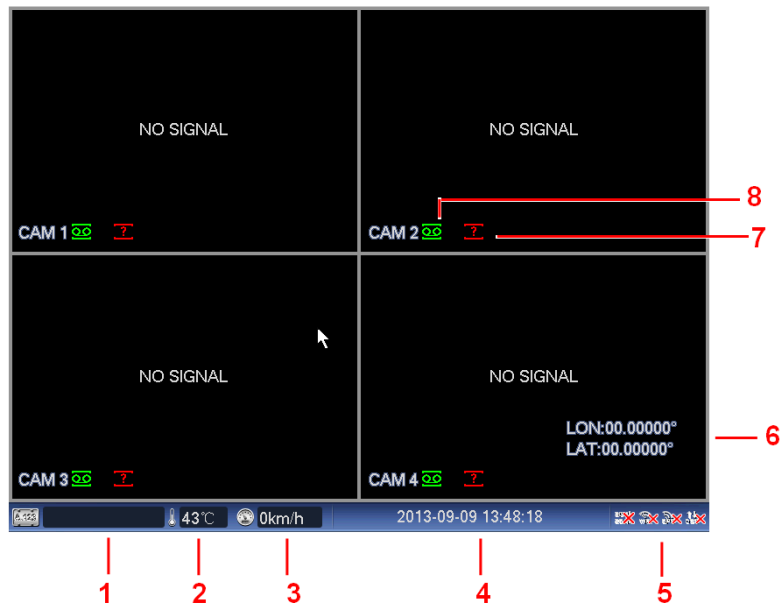 NO SIGNAL
NO SIGNAL
8
CAM 1 ?
CAM 2 ?
7
NO SIGNAL
NO SIGNAL
LON:00.00000°
LAT:00.00000°
6
CAM 3 ?
CAM 4 ?
43℃
0km/h
2013-09-09 13:48:18
1
2
3
4
5